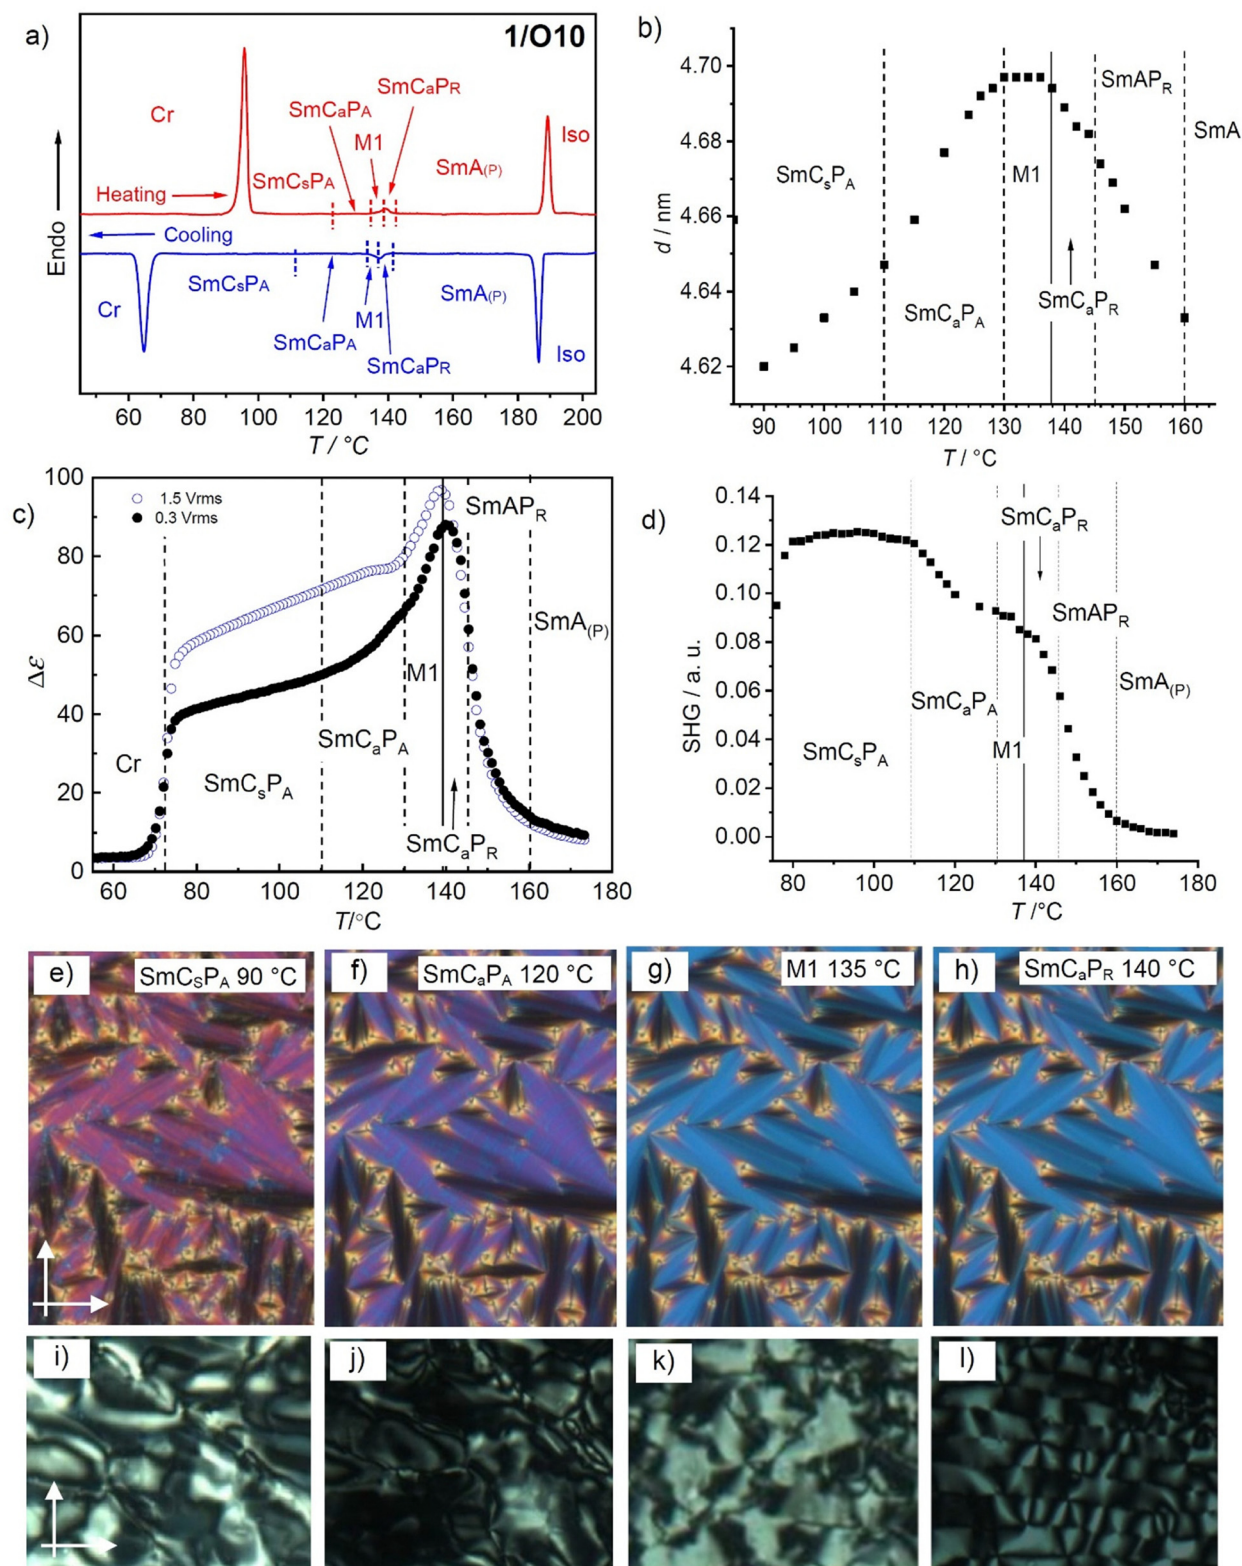 a)
1/O10
SmCaPR
SmCaPA
Cr
M1
Iso
SmCsPA
SmA(P)
Heating
Endo
Cooling
SmCsPA
SmA(P)
Cr
M1
SmCaPA
SmCaPR
Iso
60 80 100 120 140 160 180 200
T / °C
b)
4.70
4.68
4.66
4.64
4.62
d / nm
SmAPR
SmA
SmCsPA
M1
SmCaPA
SmCaPR
90 100 110 120 130 140 150 160
T / °C
c)
100
80
60
40
20
0
Δε
1.5 Vrms
0.3 Vrms
SmAPR
SmA(P)
M1
SmCaPA
Cr
SmCsPA
SmCaPR
60 80 100 120 140 160 180
T/°C
d)
0.14
0.12
0.10
0.08
0.06
0.04
0.02
0.00
SHG / a. u.
SmCaPR
SmAPR
SmA(P)
SmCaPA
M1
SmCsPA
80 100 120 140 160 180
T /°C
e) SmCSPA 90 °C
f) SmCaPA 120 °C
g) M1 135 °C
h) SmCaPR 140 °C
i)
j)
k)
l)